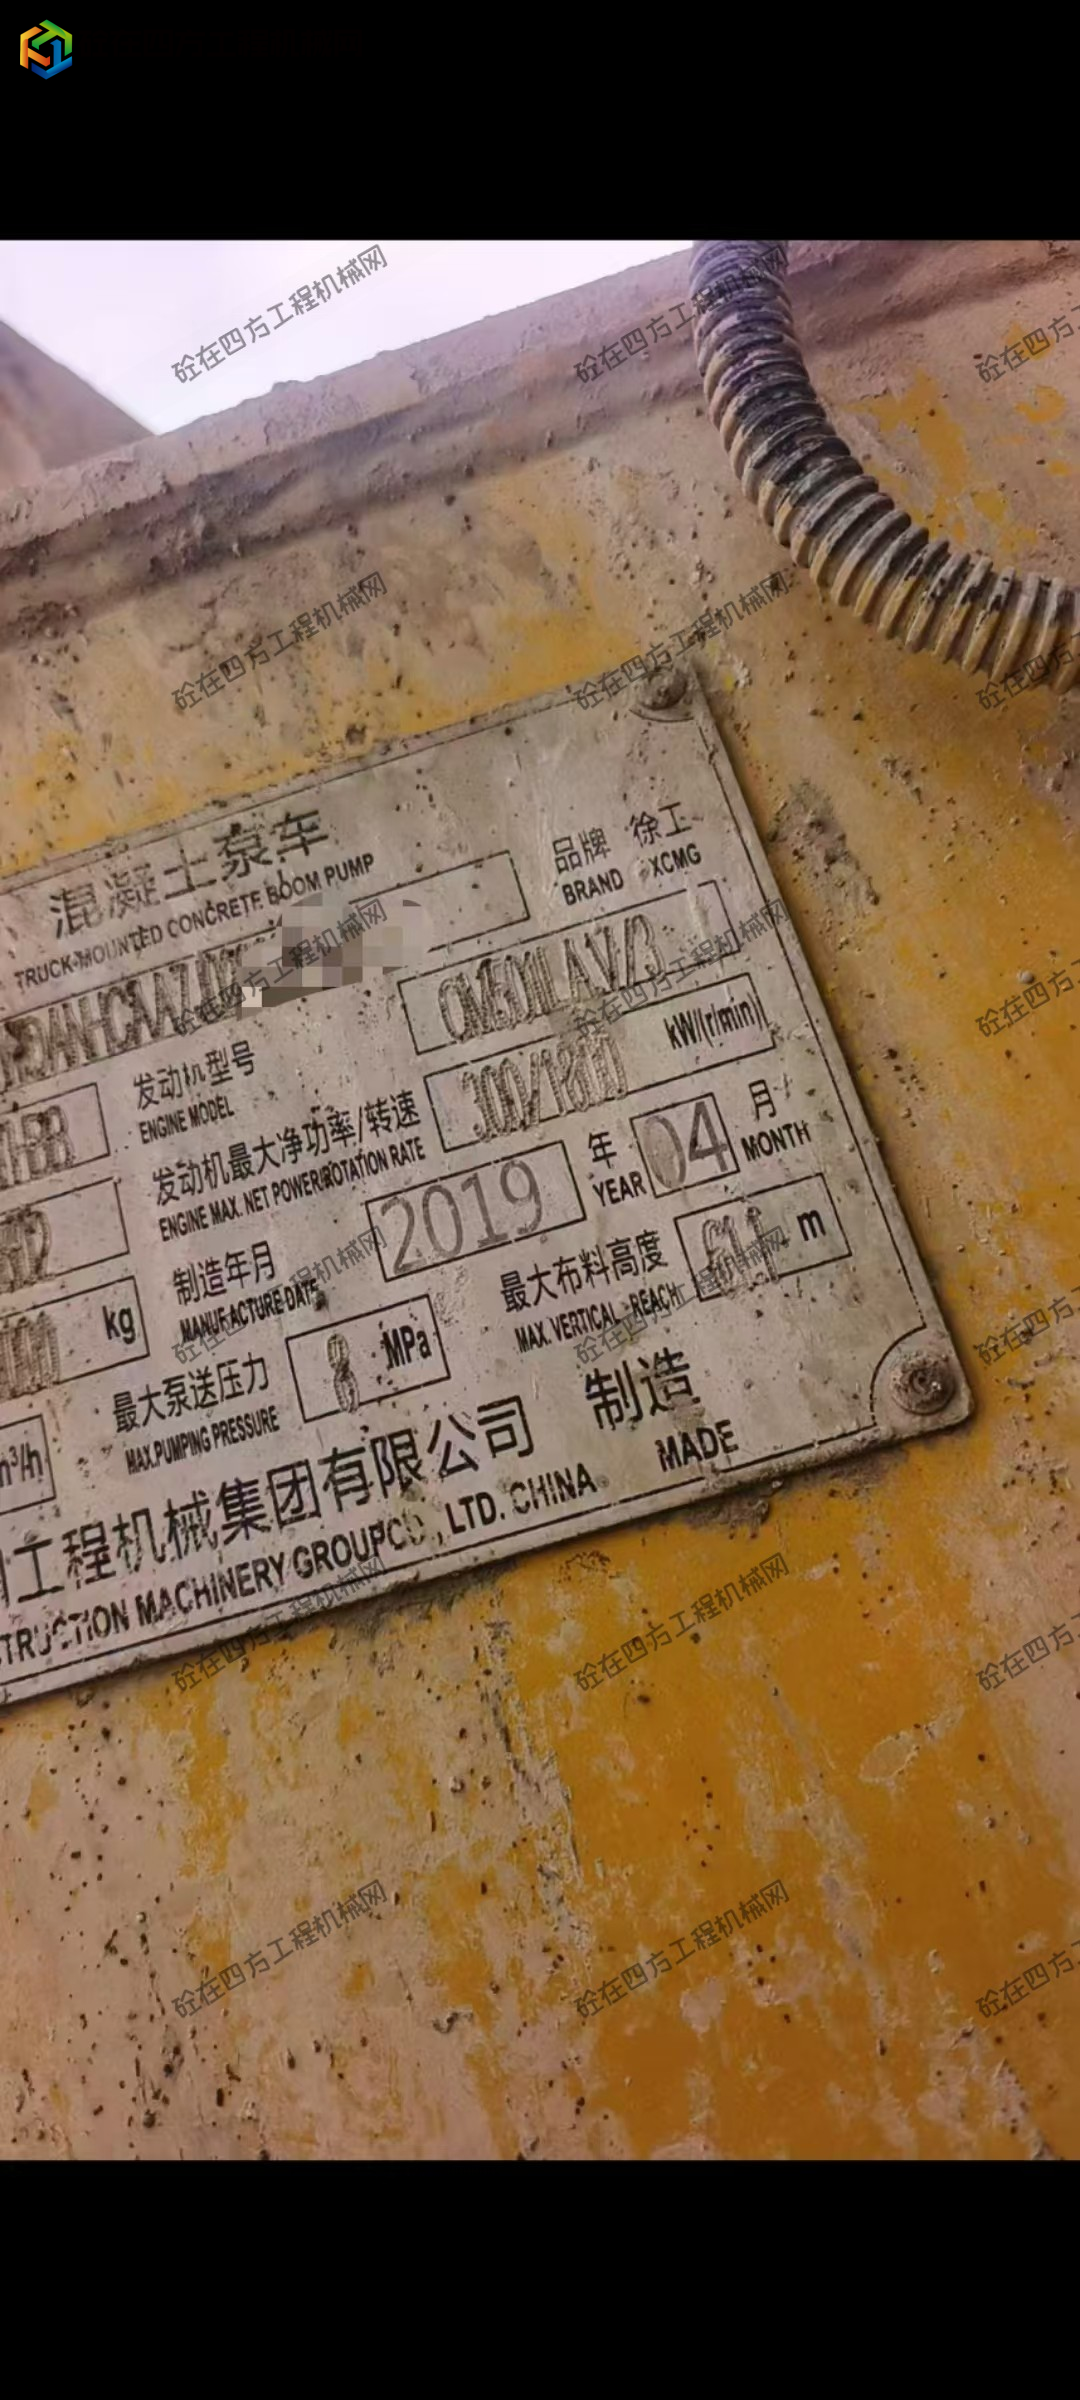 混凝土泵车
TRUCK-MOUNTED CONCRETE BOOM PUMP
品牌 徐工
BRAND XCMG
发动机型号
ENGINE MODEL
发动机最大净功率/转速
ENGINE MAX. NET POWER/ROTATION RATE
kW/(r/min)
制造年月
MANUFACTURE DATE
2019 年 04 月
YEAR MONTH
kg
最大泵送压力 8 MPa
MAX.PUMPING PRESSURE
最大布料高度 m
MAX. VERTICAL REACH
m³/h
工程机械集团有限公司 制造
TRUCTION MACHINERY GROUP CO., LTD. CHINA MADE
砼在四方工程机械网